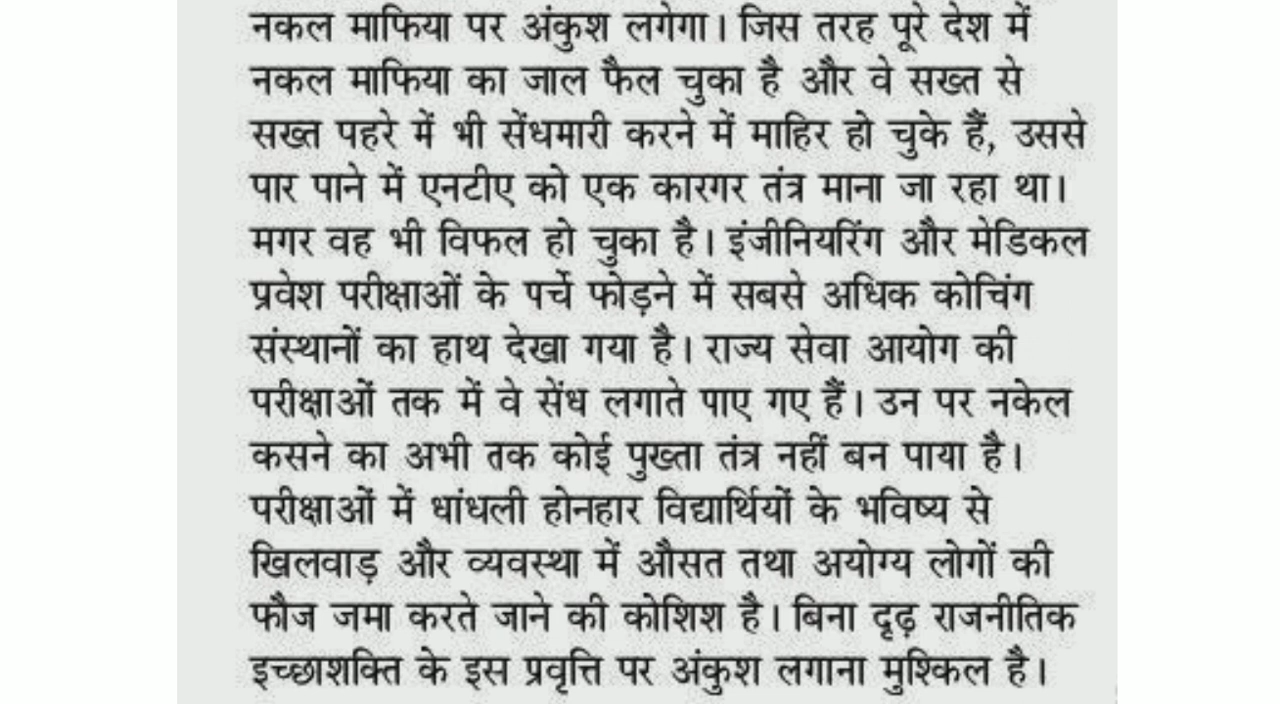 नकल माफिया पर अंकुश लगेगा। जिस तरह पूरे देश में
नकल माफिया का जाल फैल चुका है और वे सख्त से
सख्त पहरे में भी सेंधमारी करने में माहिर हो चुके हैं, उससे
पार पाने में एनटीए को एक कारगर तंत्र माना जा रहा था।
मगर वह भी विफल हो चुका है। इंजीनियरिंग और मेडिकल
प्रवेश परीक्षाओं के पर्चे फोड़ने में सबसे अधिक कोचिंग
संस्थानों का हाथ देखा गया है। राज्य सेवा आयोग की
परीक्षाओं तक में वे सेंध लगाते पाए गए हैं। उन पर नकेल
कसने का अभी तक कोई पुख्ता तंत्र नहीं बन पाया है।
परीक्षाओं में धांधली होनहार विद्यार्थियों के भविष्य से
खिलवाड़ और व्यवस्था में औसत तथा अयोग्य लोगों की
फौज जमा करते जाने की कोशिश है। बिना दृढ़ राजनीतिक
इच्छाशक्ति के इस प्रवृत्ति पर अंकुश लगाना मुश्किल है।